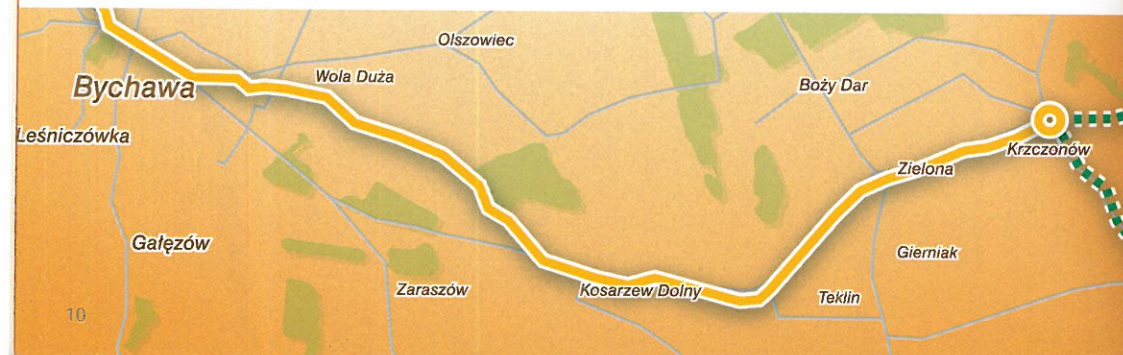 Olszowiec
Bychawa
Wola Duża
Boży Dar
Leśniczówka
Krzczonów
Zielona
Gałęzów
Gierniak
Zaraszów
Kosarzew Dolny
Teklin
10